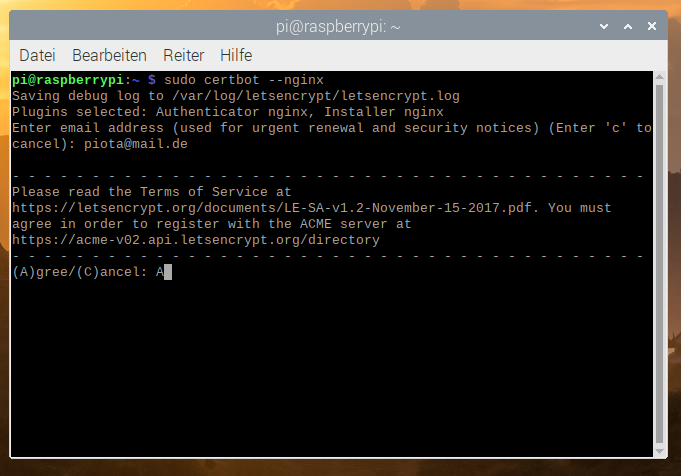 pi@raspberrypi: ~
Datei Bearbeiten Reiter Hilfe
pi@raspberrypi:~ $ sudo certbot --nginx
Saving debug log to /var/log/letsencrypt/letsencrypt.log
Plugins selected: Authenticator nginx, Installer nginx
Enter email address (used for urgent renewal and security notices) (Enter 'c' to
cancel): piota@mail.de
- - - - - - - - - - - - - - - - - - - - - - - - - - - - - - - - - - - - - - - -
Please read the Terms of Service at
https://letsencrypt.org/documents/LE-SA-v1.2-November-15-2017.pdf. You must
agree in order to register with the ACME server at
https://acme-v02.api.letsencrypt.org/directory
- - - - - - - - - - - - - - - - - - - - - - - - - - - - - - - - - - - - - - - -
(A)gree/(C)ancel: A